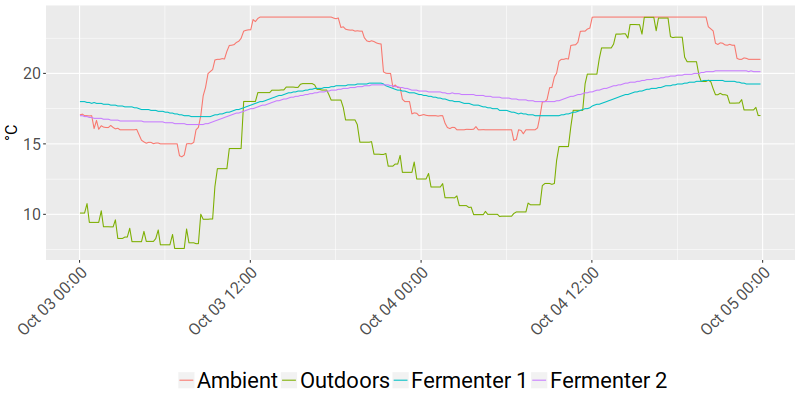 °C
20
15
10
Oct 03 00:00
Oct 03 12:00
Oct 04 00:00
Oct 04 12:00
Oct 05 00:00
Ambient Outdoors Fermenter 1 Fermenter 2